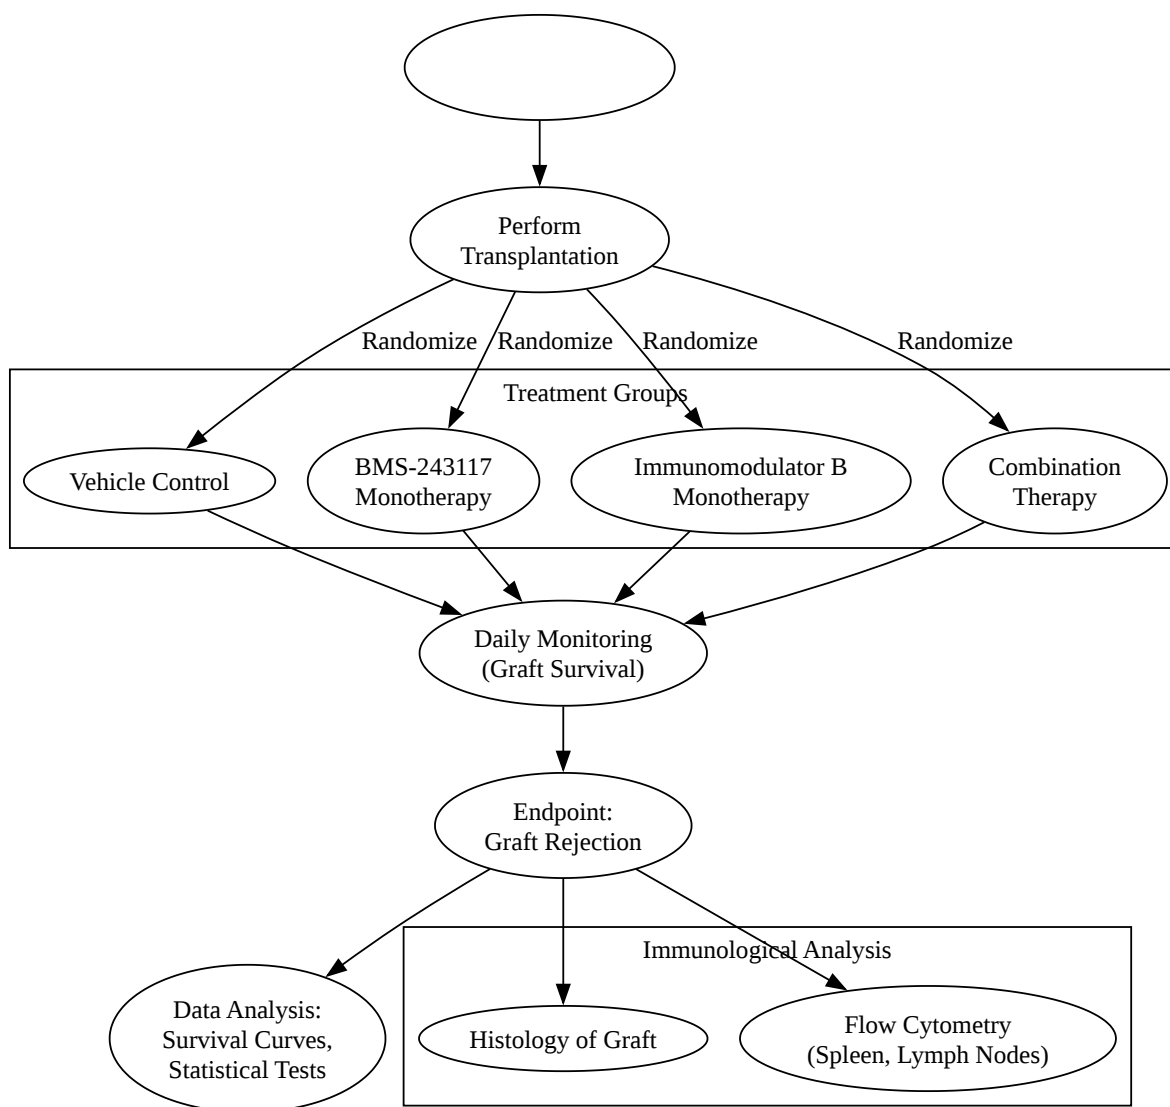 Perform
Transplantation
Randomize
Randomize
Randomize
Randomize
Treatment Groups
Vehicle Control
BMS-243117
Monotherapy
Immunomodulator B
Monotherapy
Combination
Therapy
Daily Monitoring
(Graft Survival)
Endpoint:
Graft Rejection
Immunological Analysis
Data Analysis:
Survival Curves,
Statistical Tests
Histology of Graft
Flow Cytometry
(Spleen, Lymph Nodes)